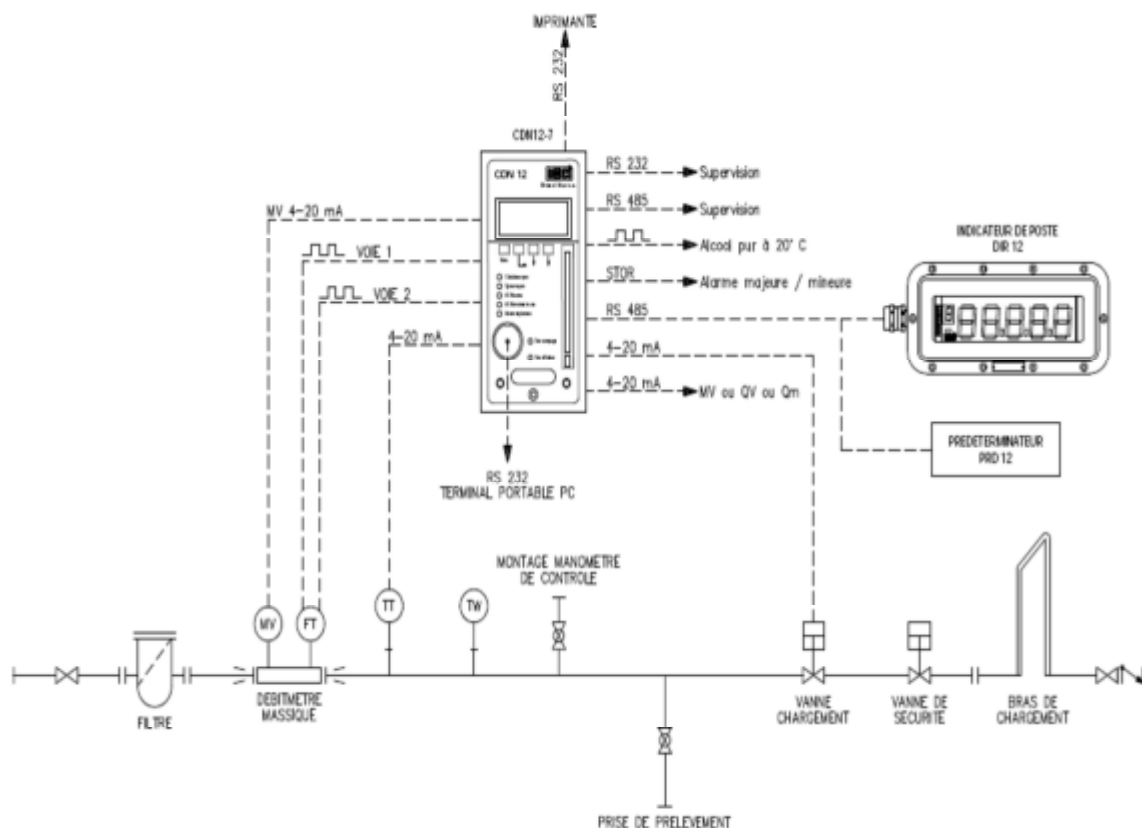 IMPRIMANTE
RS 232
CDN12-7
CDN 12
RS 232
Supervision
MV 4-20 mA
RS 485
Supervision
VOIE 1
Alcool pur à 20° C
INDICATEUR DE POSTE
DIR 12
VOIE 2
STOR
Alarme majeure / mineure
RS 485
4-20 mA
4-20 mA
4-20 mA
MV ou QV ou Qm
PREDETERMINATEUR
PRD 12
RS 232
TERMINAL PORTABLE PC
MONTAGE MANOMETRE
DE CONTROLE
MV
FT
TT
TW
FILTRE
DEBITMETRE
MASSIQUE
VANNE
CHARGEMENT
VANNE DE
SECURITE
BRAS DE
CHARGEMENT
PRISE DE PRELEVEMENT